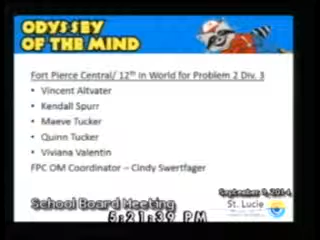 ODYSSEY
OF THE MIND
Fort Pierce Central/ 12th In World for Problem 2 Div. 3
• Vincent Altvater
• Kendall Spurr
• Maeve Tucker
• Quinn Tucker
• Viviana Valentin
FPC OM Coordinator – Cindy Swertfager
September 9, 2014
School Board Meeting
St. Lucie
5:21:39 PM